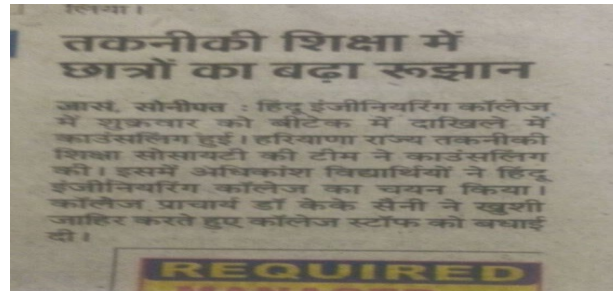 लिया।
तकनीकी शिक्षा में
छात्रों का बढ़ा रूझान
जासं, सोनीपत : हिंदू इंजीनियरिंग कॉलेज
में शुक्रवार को बीटेक में दाखिले में
काउंसलिंग हुई। हरियाणा राज्य तकनीकी
शिक्षा सोसायटी की टीम ने काउंसलिंग
की। इसमें अधिकांश विद्यार्थियों ने हिंदू
इंजीनियरिंग कॉलेज का चयन किया।
कॉलेज प्राचार्य डॉ केके सैनी ने खुशी
जाहिर करते हुए कॉलेज स्टॉफ को बधाई
दी।
REQUIRED